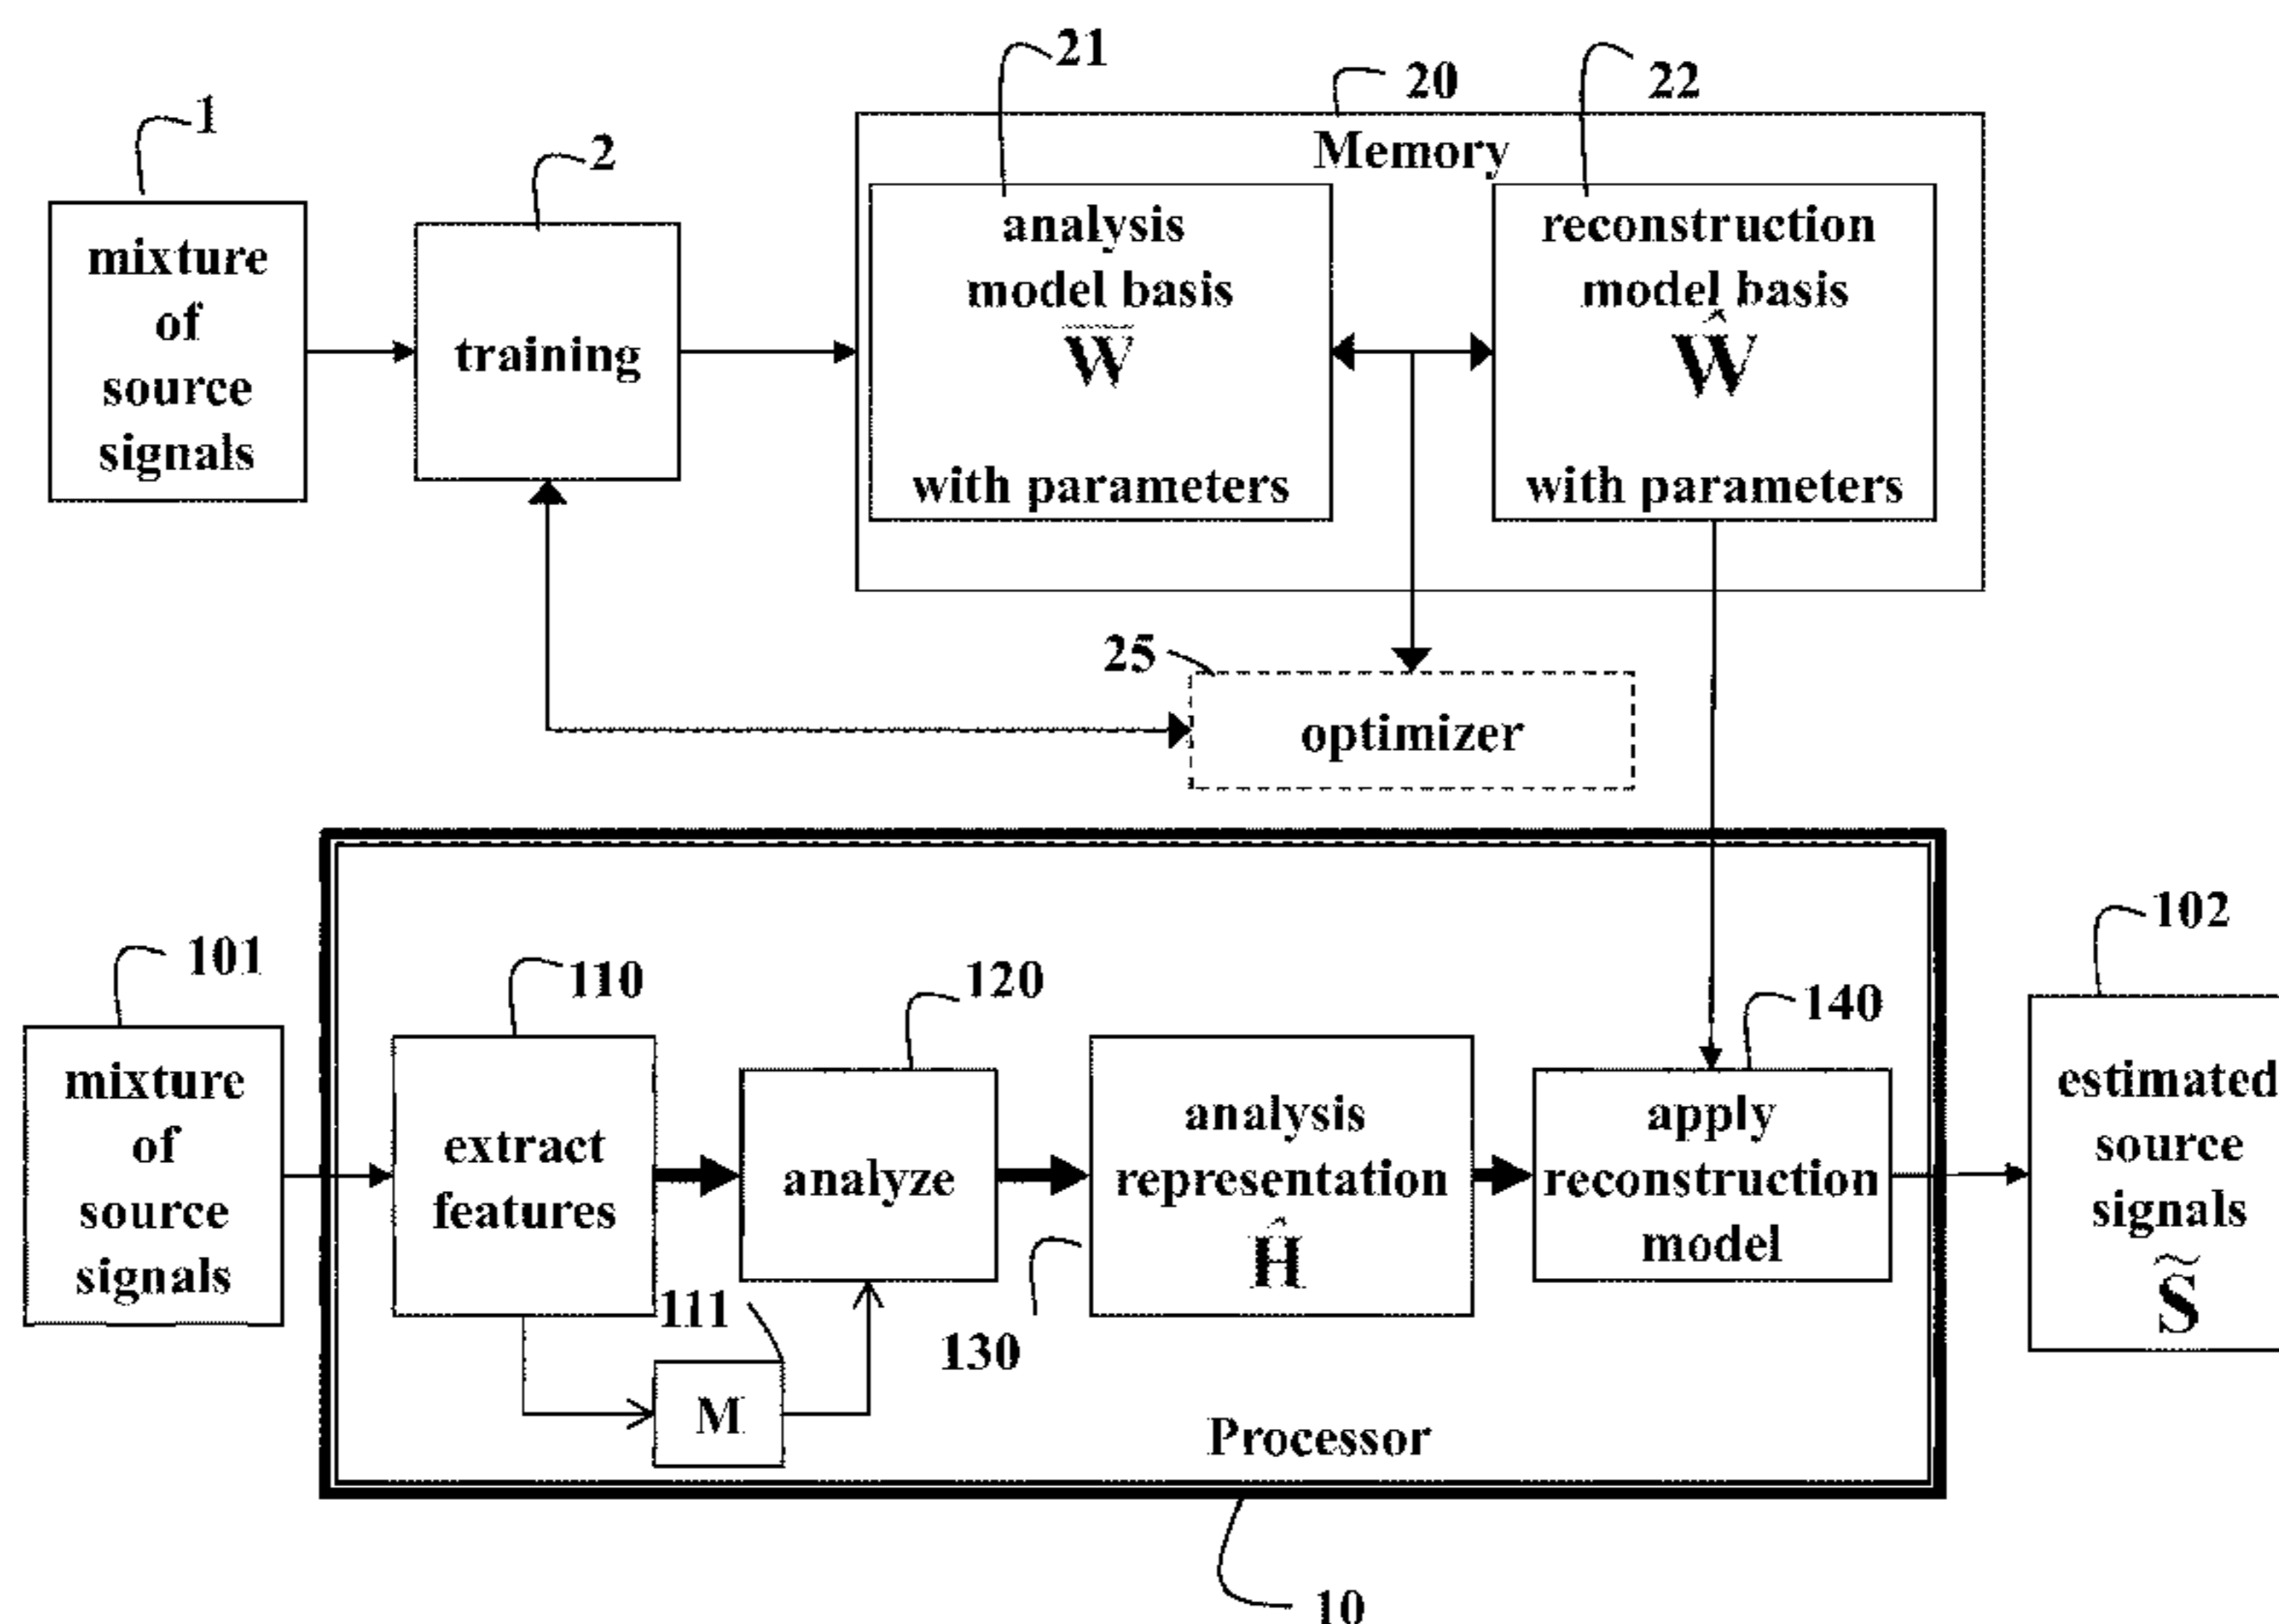 1
mixture
of
source
signals
2
training
20
Memory
21
analysis
model basis
W̅
with parameters
22
reconstruction
model basis
Ŵ
with parameters
25
optimizer
101
mixture
of
source
signals
110
extract
features
111
M
120
analyze
130
analysis
representation
Ĥ
140
apply
reconstruction
model
Processor
10
102
estimated
source
signals
S̃